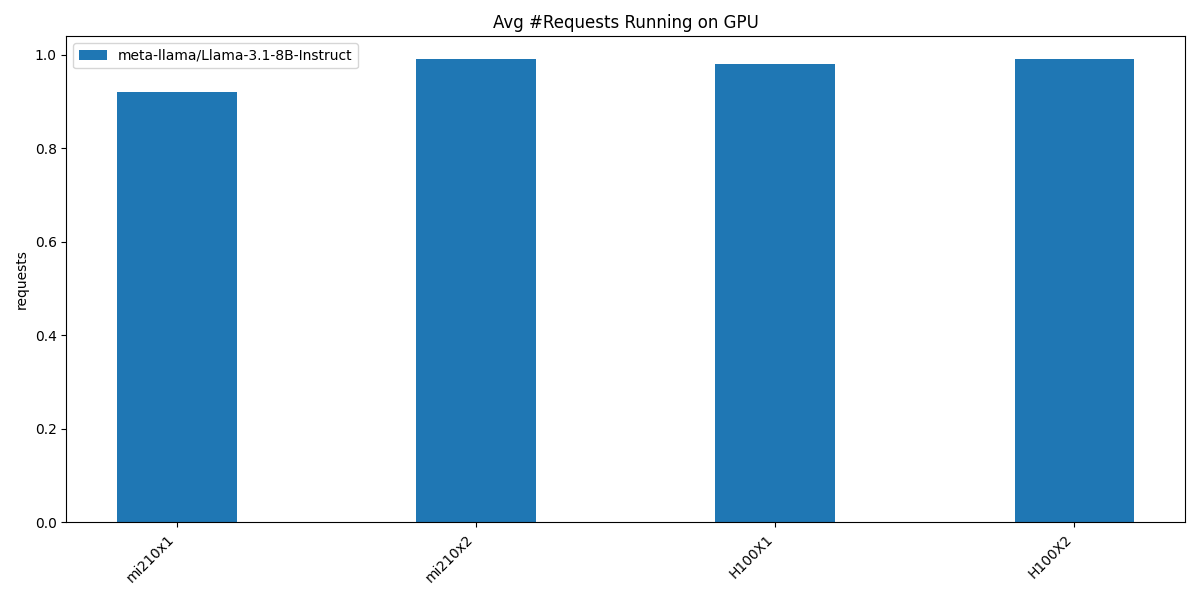 Avg #Requests Running on GPU
meta-llama/Llama-3.1-8B-Instruct
requests
1.0
0.8
0.6
0.4
0.2
0.0
mi210x1
mi210x2
H100X1
H100X2